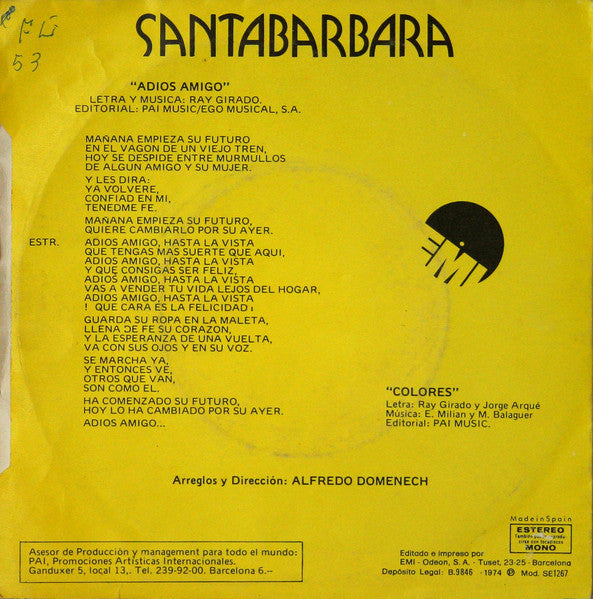 FL
53
SANTABARBARA
"ADIOS AMIGO"
LETRA Y MUSICA: RAY GIRADO.
EDITORIAL: PAI MUSIC/EGO MUSICAL, S.A.
MAÑANA EMPIEZA SU FUTURO
EN EL VAGON DE UN VIEJO TREN,
HOY SE DESPIDE ENTRE MURMULLOS
DE ALGUN AMIGO Y SU MUJER.
Y LES DIRA:
YA VOLVERE,
CONFIAD EN MI,
TENEDME FE.
MAÑANA EMPIEZA SU FUTURO,
QUIERE CAMBIARLO POR SU AYER.
ESTR. ADIOS AMIGO, HASTA LA VISTA
QUE TENGAS MAS SUERTE QUE AQUI,
ADIOS AMIGO, HASTA LA VISTA
Y QUE CONSIGAS SER FELIZ,
ADIOS AMIGO, HASTA LA VISTA
VAS A VENDER TU VIDA LEJOS DEL HOGAR,
ADIOS AMIGO, HASTA LA VISTA
! QUE CARA ES LA FELICIDAD ¡
GUARDA SU ROPA EN LA MALETA,
LLENA DE FE SU CORAZON,
Y LA ESPERANZA DE UNA VUELTA,
VA CON SUS OJOS Y EN SU VOZ.
SE MARCHA YA,
Y ENTONCES VE,
OTROS QUE VAN,
SON COMO EL.
HA COMENZADO SU FUTURO,
HOY LO HA CAMBIADO POR SU AYER.
ADIOS AMIGO...
EMI
"COLORES"
Letra: Ray Girado y Jorge Arqué
Música: E. Milian y M. Balaguer
Editorial: PAI MUSIC.
Arreglos y Dirección: ALFREDO DOMENECH
Asesor de Producción y management para todo el mundo:
PAI, Promociones Artísticas Internacionales.
Ganduxer 5, local 13,. Tel. 239-92-00. Barcelona 6.--
Made in Spain
ESTEREO
También puede reprodu-
cirse con tocadiscos
MONO
Editado e impreso por
EMI - Odeon, S.A. - Tuset, 23-25 - Barcelona
Depósito Legal: B.9846 - 1974 Ⓟ Mod. SE1267